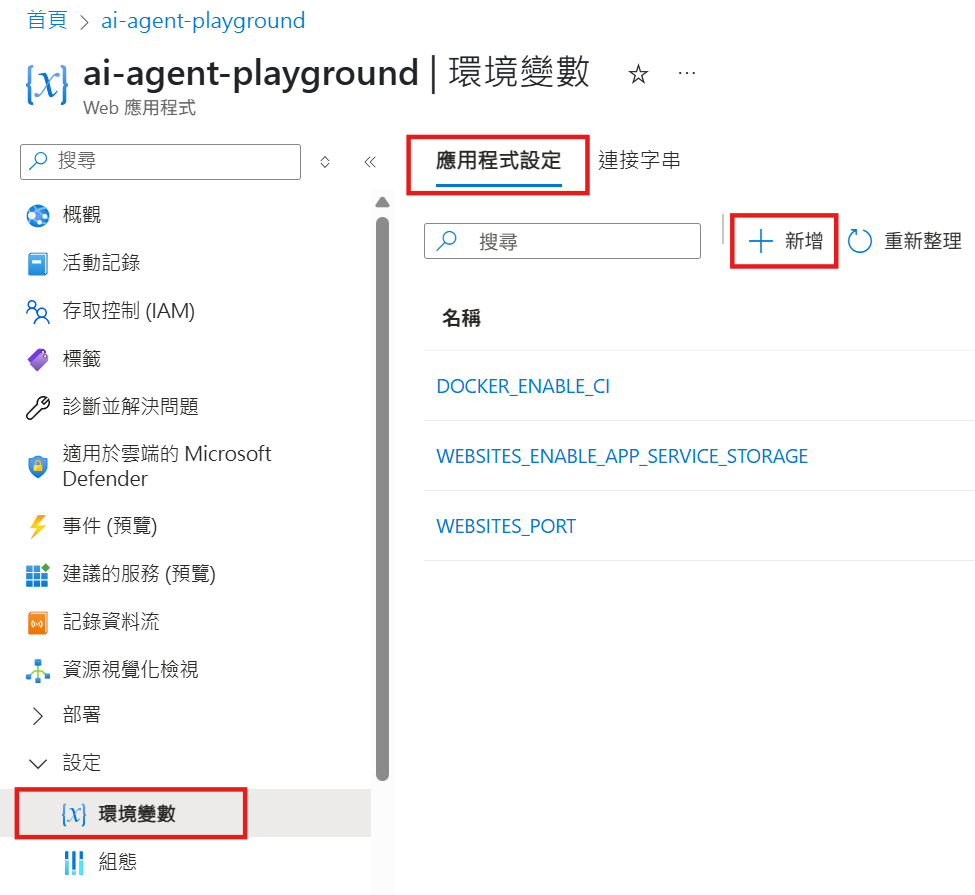 首頁 > ai-agent-playground
ai-agent-playground | 環境變數
Web 應用程式
搜尋
應用程式設定
連接字串
概觀
活動記錄
存取控制 (IAM)
標籤
診斷並解決問題
適用於雲端的 Microsoft
Defender
事件 (預覽)
建議的服務 (預覽)
記錄資料流
資源視覺化檢視
部署
設定
環境變數
組態
搜尋
新增
重新整理
名稱
DOCKER_ENABLE_CI
WEBSITES_ENABLE_APP_SERVICE_STORAGE
WEBSITES_PORT